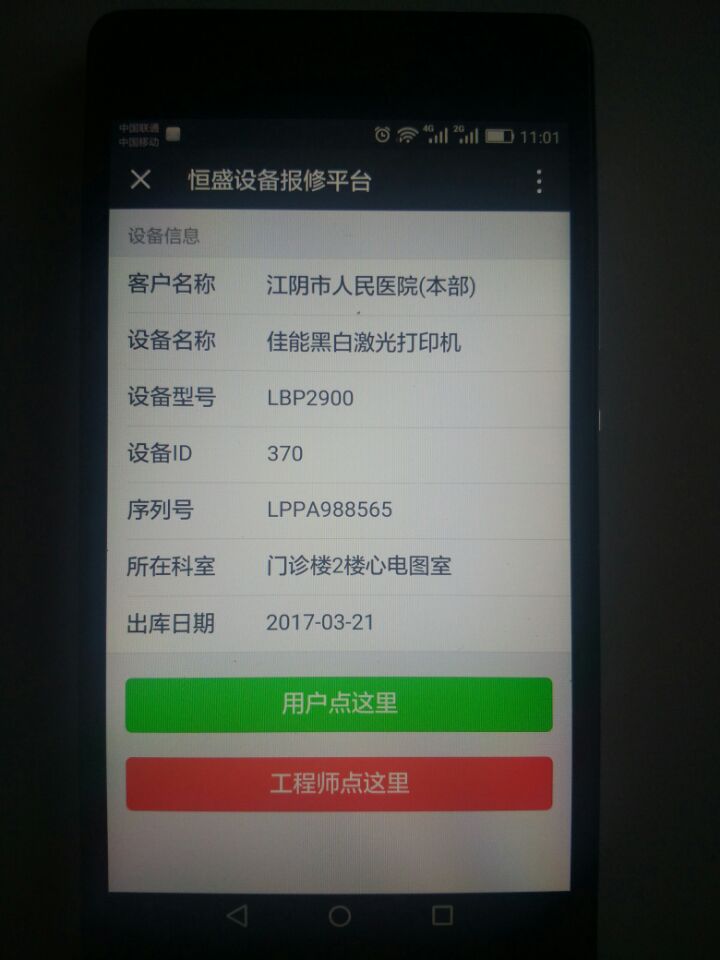 中国联通
中国移动
4G 2G 11:01
恒盛设备报修平台
设备信息
客户名称 江阴市人民医院(本部)
设备名称 佳能黑白激光打印机
设备型号 LBP2900
设备ID 370
序列号 LPPA988565
所在科室 门诊楼2楼心电图室
出库日期 2017-03-21
用户点这里
工程师点这里